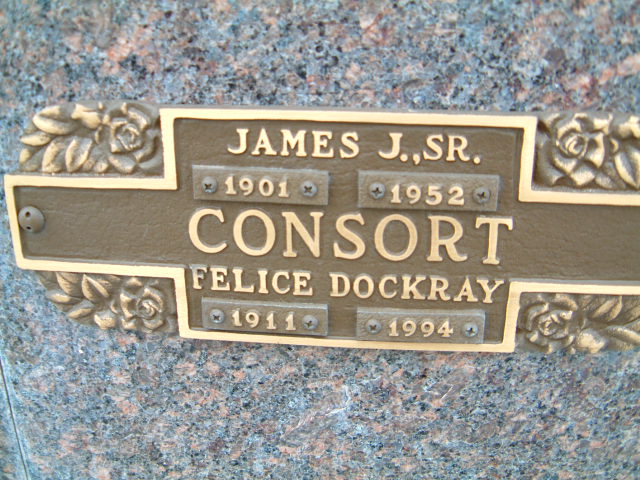 JAMES J.,SR.
1901 1952
CONSORT
FELICE DOCKRAY
1911 1994